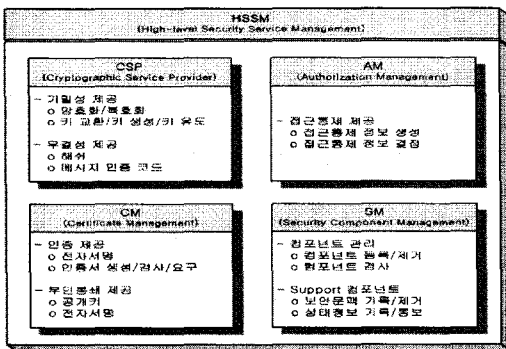 HSSM
(High-level Security Service Management)
CSP
(Cryptographic Service Provider)
- 기밀성 제공
o 암호화/복호화
o 키 교환/키 생성/키 유도
- 무결성 제공
o 해쉬
o 메시지 인증 코드
AM
(Authorization Management)
- 접근통제 제공
o 접근통제 정보 생성
o 접근통제 정보 결정
CM
(Certificate Management)
- 인증 제공
o 전자서명
o 인증서 생성/검사/요구
- 부인봉쇄 제공
o 공개키
o 전자서명
SM
(Security Component Management)
- 컴포넌트 관리
o 컴포넌트 등록/제거
o 컴포넌트 검사
- Support 컴포넌트
o 보안문맥 기록/제거
o 상태정보 기록/통보